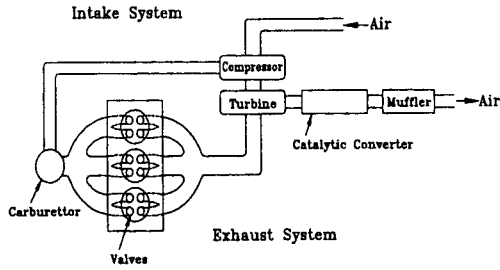 Intake System
Air
Compressor
Turbine
Muffler
Air
Catalytic Converter
Carburettor
Exhaust System
Valves